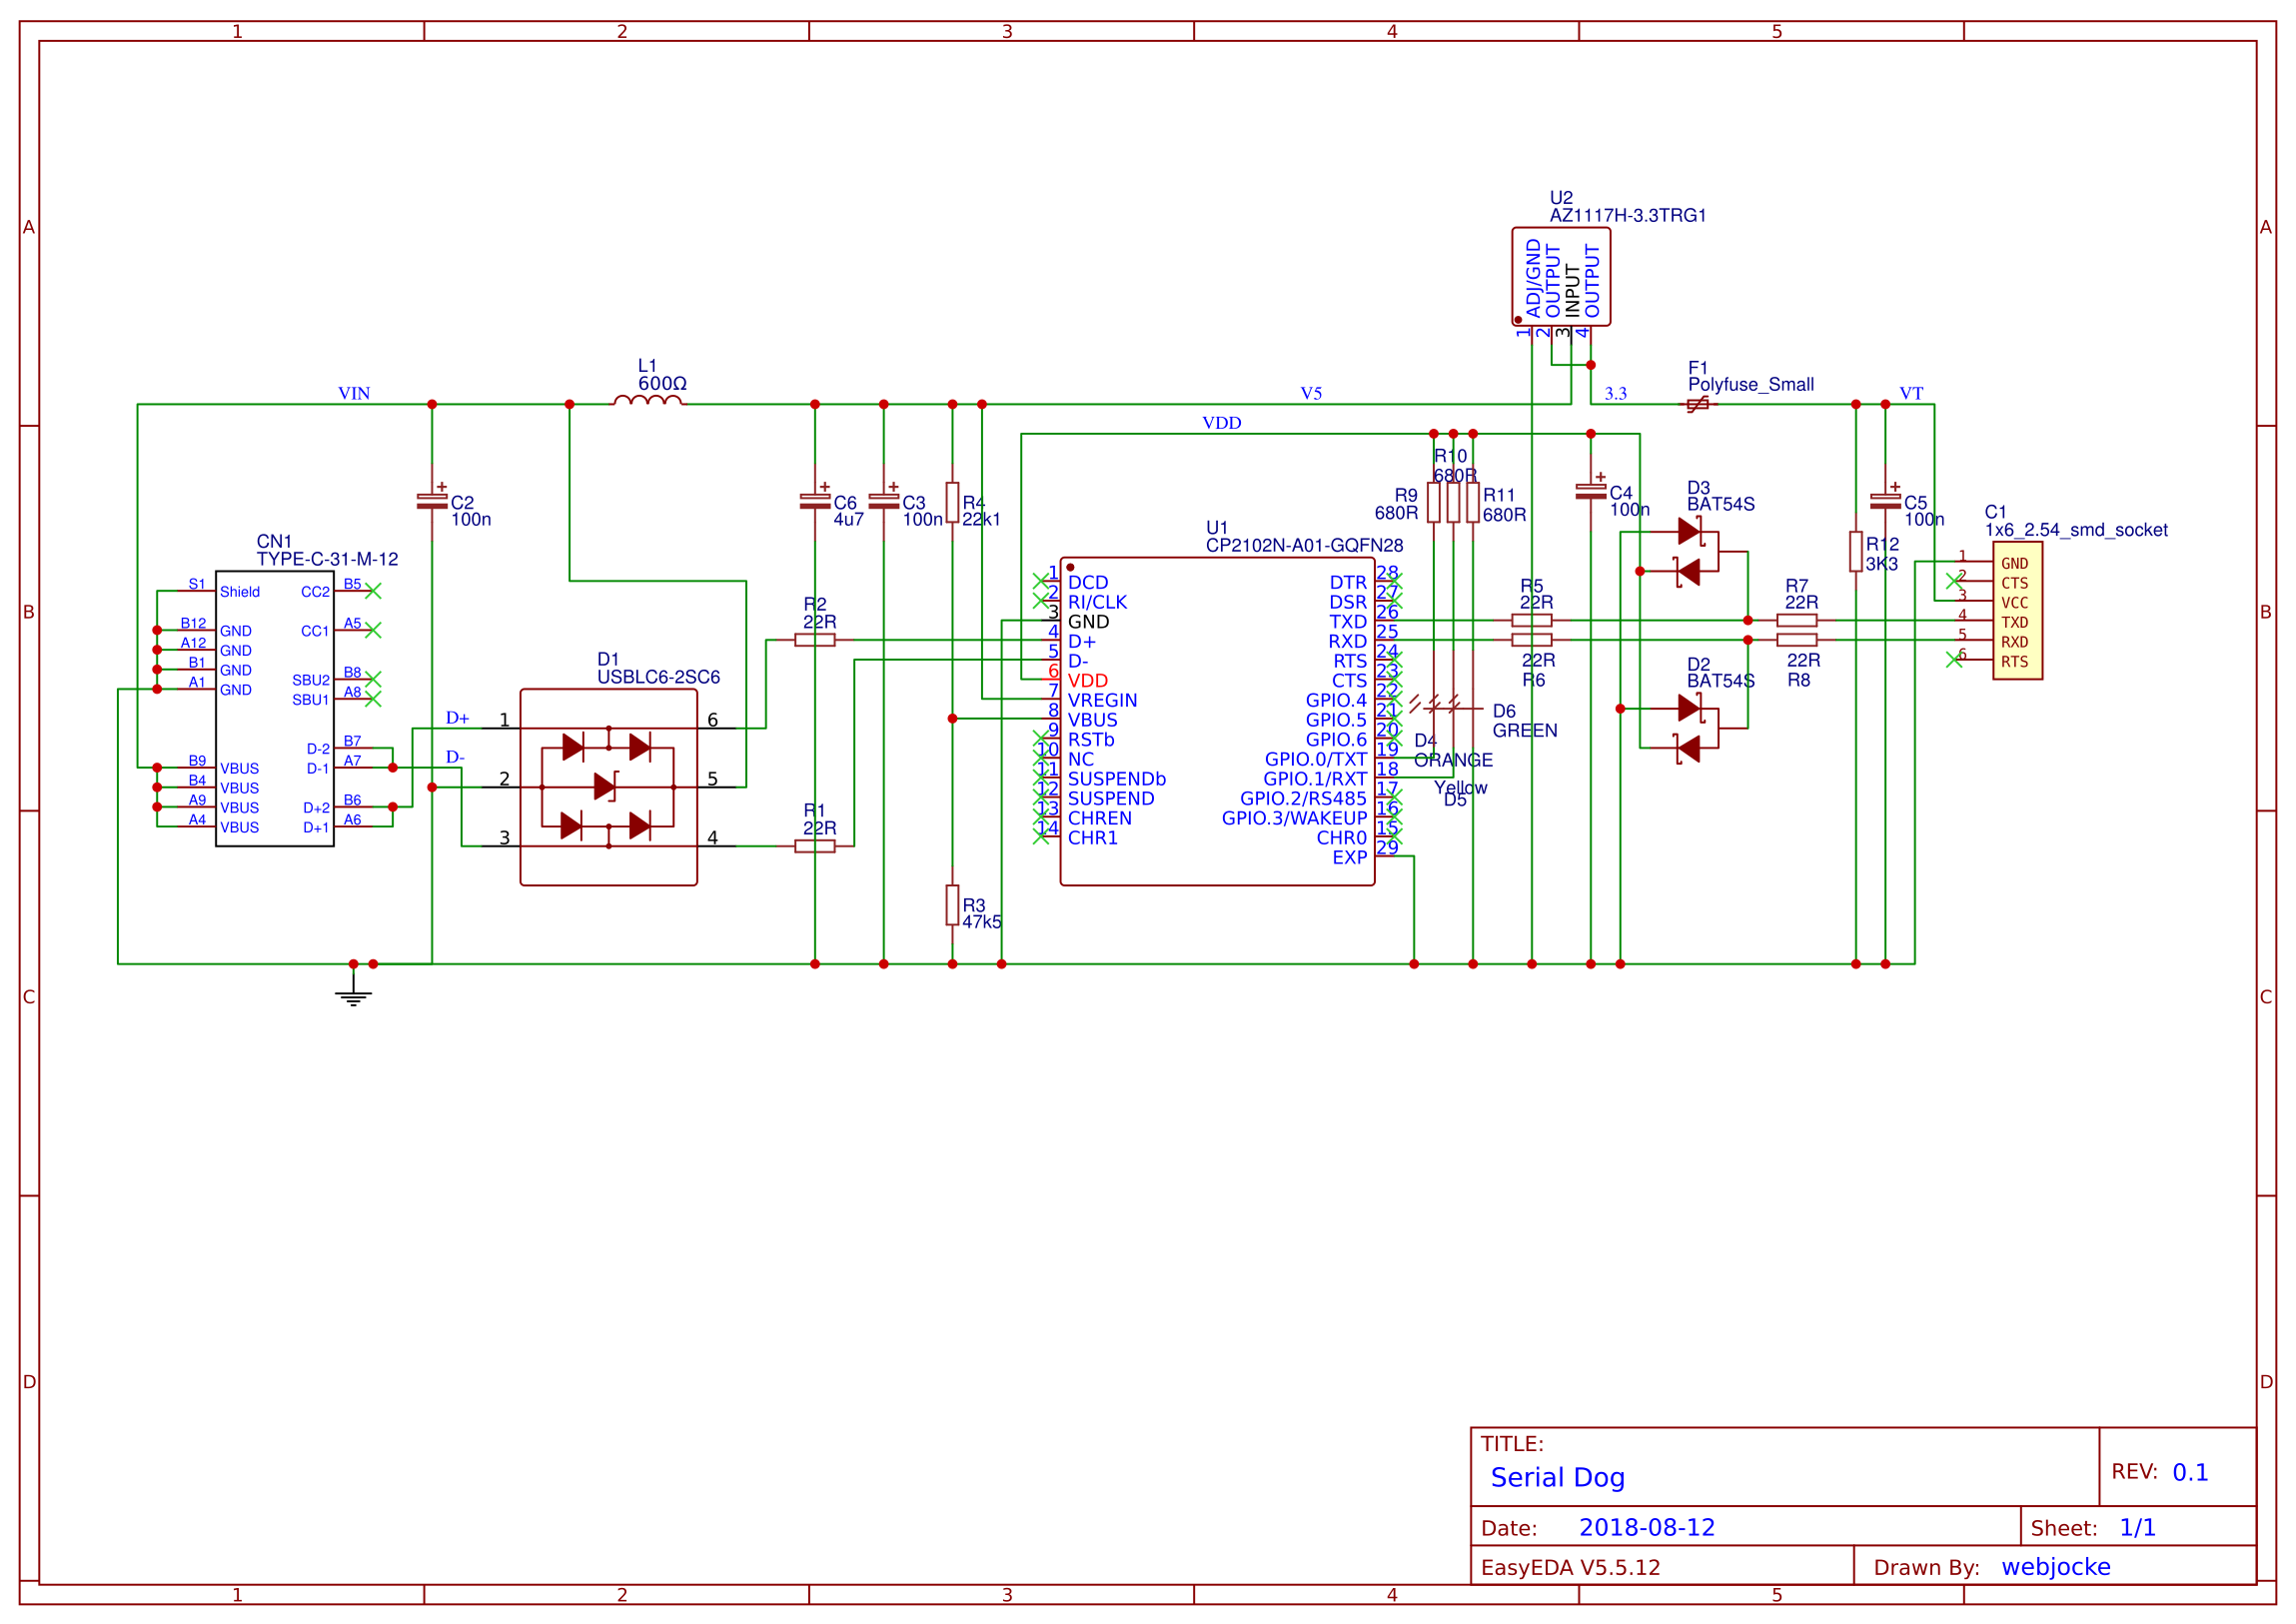 1 2 3 4 5
A A
B B
C C
D D
U2
AZ1117H-3.3TRG1
ADJ/GND
OUTPUT
INPUT
OUTPUT
1 2 3 4
L1
600Ω
VIN
V5
3.3
F1
Polyfuse_Small
VT
VDD
C2
100n
C6
4u7
C3
100n
R4
22k1
R10
680R
R9
680R
R11
680R
C4
100n
D3
BAT54S
C5
100n
R12
3K3
C1
1x6_2.54_smd_socket
1 GND
2 CTS
3 VCC
4 TXD
5 RXD
6 RTS
CN1
TYPE-C-31-M-12
S1 Shield
B12 GND
A12 GND
B1 GND
A1 GND
B9 VBUS
B4 VBUS
A9 VBUS
A4 VBUS
CC2 B5
CC1 A5
SBU2 B8
SBU1 A8
D-2 B7
D-1 A7
D+2 B6
D+1 A6
D+
D-
D1
USBLC6-2SC6
1 6
2 5
3 4
R2
22R
R1
22R
R3
47k5
U1
CP2102N-A01-GQFN28
1 DCD
2 RI/CLK
3 GND
4 D+
5 D-
6 VDD
7 VREGIN
8 VBUS
9 RSTb
10 NC
11 SUSPENDb
12 SUSPEND
13 CHREN
14 CHR1
DTR 28
DSR 27
TXD 26
RXD 25
RTS 24
CTS 23
GPIO.4 22
GPIO.5 21
GPIO.6 20
GPIO.0/TXT 19
GPIO.1/RXT 18
GPIO.2/RS485 17
GPIO.3/WAKEUP 16
CHR0 15
EXP 29
R5
22R
22R
R6
R7
22R
22R
R8
D2
BAT54S
D6
GREEN
D4
ORANGE
Yellow
D5
TITLE:
Serial Dog
REV: 0.1
Date: 2018-08-12
Sheet: 1/1
EasyEDA V5.5.12
Drawn By: webjocke
1 2 3 4 5